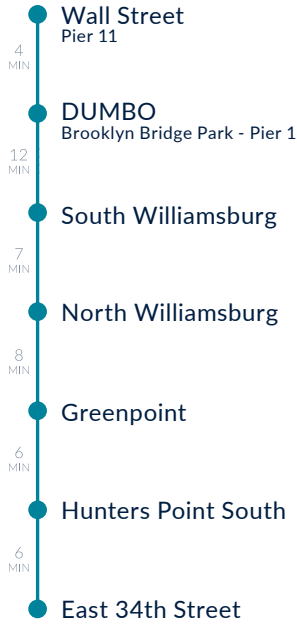 Wall Street
Pier 11
4
MIN
DUMBO
Brooklyn Bridge Park - Pier 1
12
MIN
South Williamsburg
7
MIN
North Williamsburg
8
MIN
Greenpoint
6
MIN
Hunters Point South
6
MIN
East 34th Street